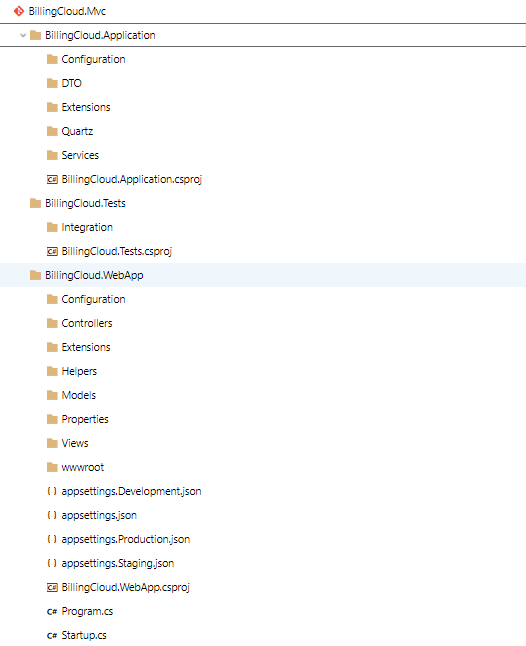 BillingCloud.Mvc
BillingCloud.Application
Configuration
DTO
Extensions
Quartz
Services
C# BillingCloud.Application.csproj
BillingCloud.Tests
Integration
C# BillingCloud.Tests.csproj
BillingCloud.WebApp
Configuration
Controllers
Extensions
Helpers
Models
Properties
Views
wwwroot
{ } appsettings.Development.json
{ } appsettings.json
{ } appsettings.Production.json
{ } appsettings.Staging.json
C# BillingCloud.WebApp.csproj
C# Program.cs
C# Startup.cs